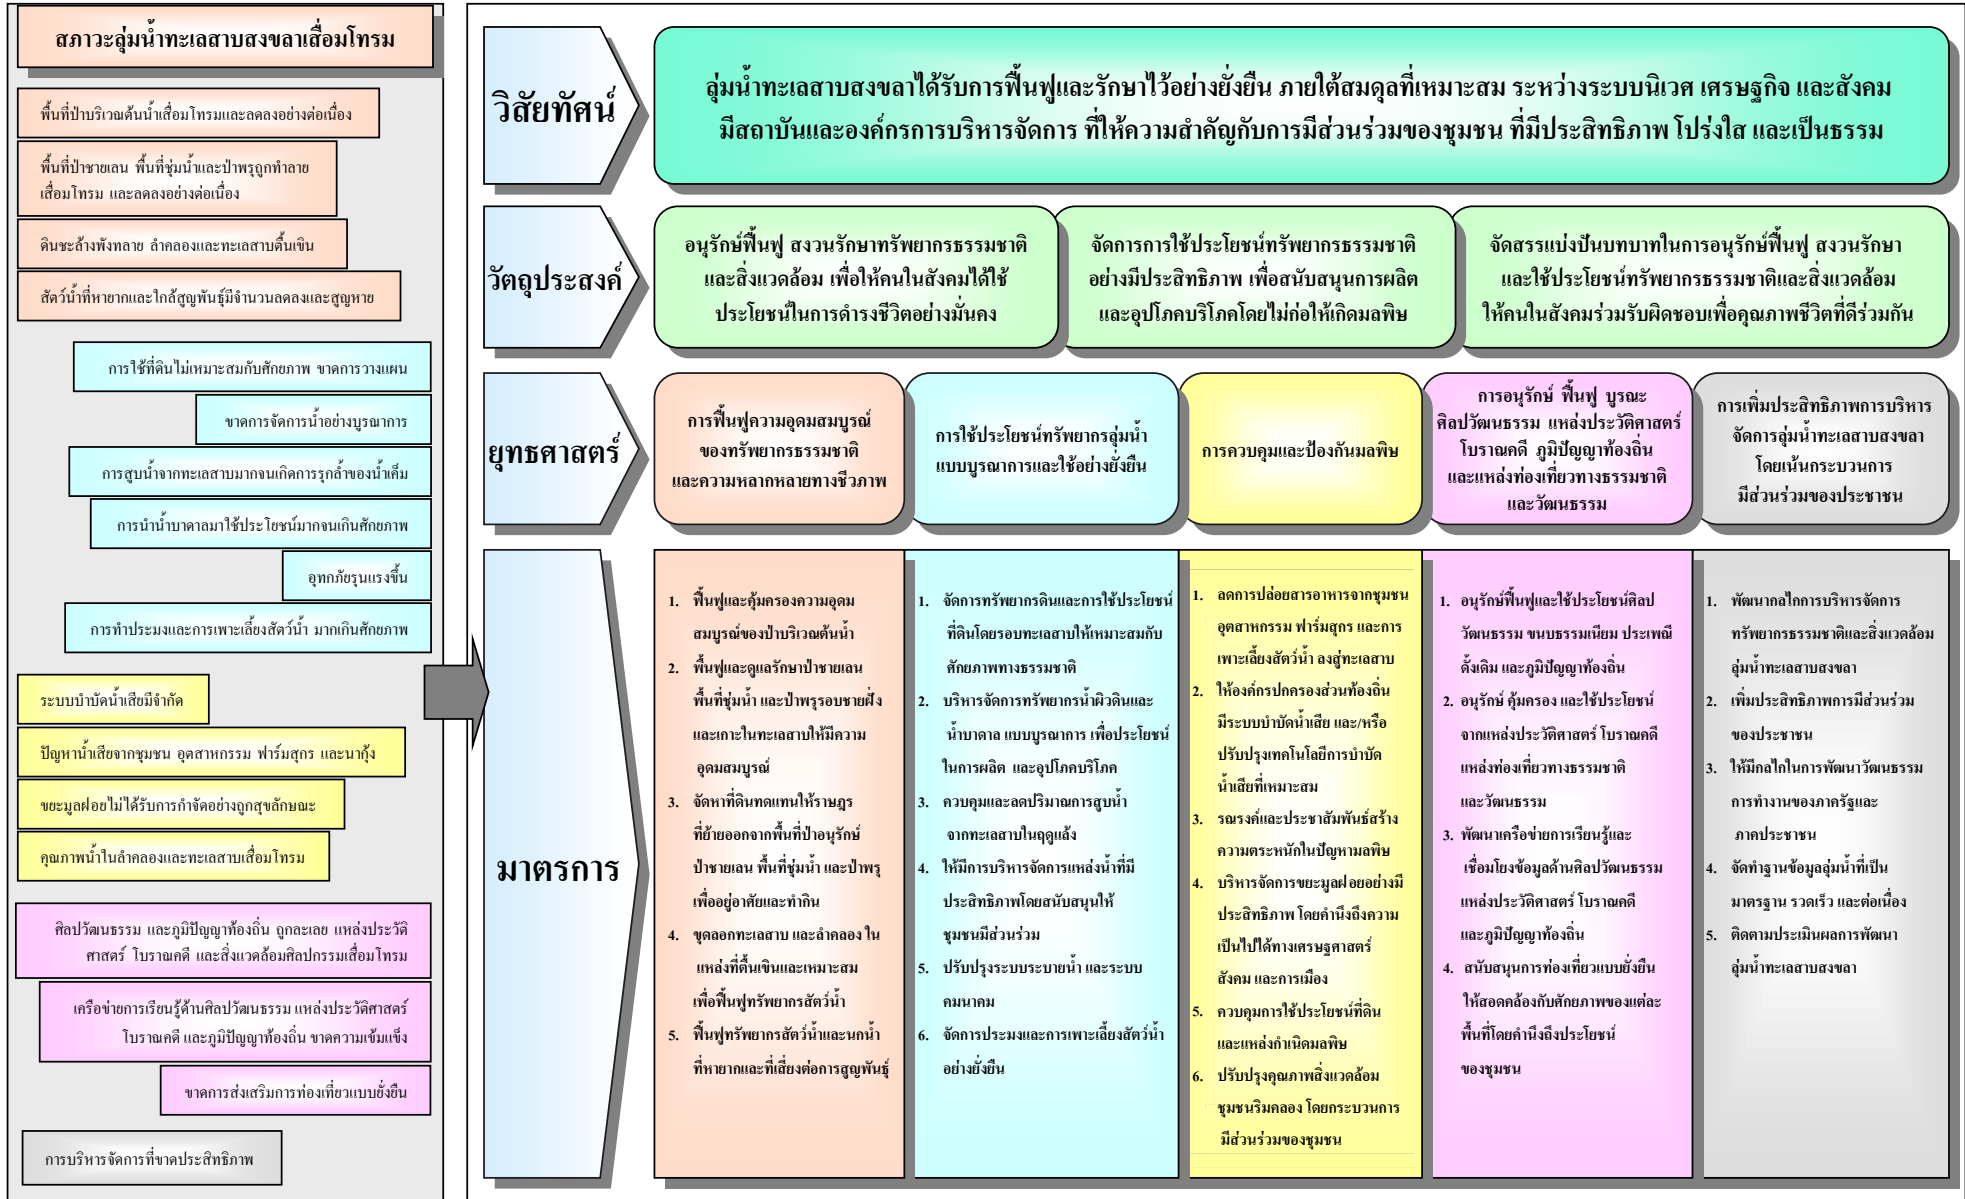 สภาวะลุ่มน้ำทะเลสาบสงขลาเสื่อมโทรม
พื้นที่ป่าบริเวณต้นน้ำเสื่อมโทรมและลดลงอย่างต่อเนื่อง
พื้นที่ป่าชายเลน พื้นที่ชุ่มน้ำและป่าพรุถูกทำลาย
เสื่อมโทรม และลดลงอย่างต่อเนื่อง
ดินชะล้างพังทลาย ลำคลองและทะเลสาบตื้นเขิน
สัตว์น้ำที่หายากและใกล้สูญพันธุ์มีจำนวนลดลงและสูญหาย
การใช้ที่ดินไม่เหมาะสมกับศักยภาพ ขาดการวางแผน
ขาดการจัดการน้ำอย่างบูรณาการ
การสูบน้ำจากทะเลสาบมากจนเกิดการรุกล้ำของน้ำเค็ม
การนำน้ำบาดาลมาใช้ประโยชน์มากจนเกินศักยภาพ
อุทกภัยรุนแรงขึ้น
การทำประมงและการเพาะเลี้ยงสัตว์น้ำ มากเกินศักยภาพ
ระบบบำบัดน้ำเสียมีจำกัด
ปัญหาน้ำเสียจากชุมชน อุตสาหกรรม ฟาร์มสุกร และนากุ้ง
ขยะมูลฝอยไม่ได้รับการกำจัดอย่างถูกสุขลักษณะ
คุณภาพน้ำในลำคลองและทะเลสาบเสื่อมโทรม
ศิลปวัฒนธรรม และภูมิปัญญาท้องถิ่น ถูกละเลย แหล่งประวัติ
ศาสตร์ โบราณคดี และสิ่งแวดล้อมศิลปกรรมเสื่อมโทรม
เครือข่ายการเรียนรู้ด้านศิลปวัฒนธรรม แหล่งประวัติศาสตร์
โบราณคดี และภูมิปัญญาท้องถิ่น ขาดความเข้มแข็ง
ขาดการส่งเสริมการท่องเที่ยวแบบยั่งยืน
การบริหารจัดการที่ขาดประสิทธิภาพ
วิสัยทัศน์
ลุ่มน้ำทะเลสาบสงขลาได้รับการฟื้นฟูและรักษาไว้อย่างยั่งยืน ภายใต้สมดุลที่เหมาะสม ระหว่างระบบนิเวศ เศรษฐกิจ และสังคม
มีสถาบันและองค์กรการบริหารจัดการ ที่ให้ความสำคัญกับการมีส่วนร่วมของชุมชน ที่มีประสิทธิภาพ โปร่งใส และเป็นธรรม
วัตถุประสงค์
อนุรักษ์ฟื้นฟู สงวนรักษาทรัพยากรธรรมชาติ
และสิ่งแวดล้อม เพื่อให้คนในสังคมได้ใช้
ประโยชน์ในการดำรงชีวิตอย่างมั่นคง
จัดการการใช้ประโยชน์ทรัพยากรธรรมชาติ
อย่างมีประสิทธิภาพ เพื่อสนับสนุนการผลิต
และอุปโภคบริโภคโดยไม่ก่อให้เกิดมลพิษ
จัดสรรแบ่งปันบทบาทในการอนุรักษ์ฟื้นฟู สงวนรักษา
และใช้ประโยชน์ทรัพยากรธรรมชาติและสิ่งแวดล้อม
ให้คนในสังคมร่วมรับผิดชอบเพื่อคุณภาพชีวิตที่ดีร่วมกัน
ยุทธศาสตร์
การฟื้นฟูความอุดมสมบูรณ์
ของทรัพยากรธรรมชาติ
และความหลากหลายทางชีวภาพ
การใช้ประโยชน์ทรัพยากรลุ่มน้ำ
แบบบูรณาการและใช้อย่างยั่งยืน
การควบคุมและป้องกันมลพิษ
การอนุรักษ์ ฟื้นฟู บูรณะ
ศิลปวัฒนธรรม แหล่งประวัติศาสตร์
โบราณคดี ภูมิปัญญาท้องถิ่น
และแหล่งท่องเที่ยวทางธรรมชาติ
และวัฒนธรรม
การเพิ่มประสิทธิภาพการบริหาร
จัดการลุ่มน้ำทะเลสาบสงขลา
โดยเน้นกระบวนการ
มีส่วนร่วมของประชาชน
มาตรการ
1. ฟื้นฟูและคุ้มครองความอุดม
สมบูรณ์ของป่าบริเวณต้นน้ำ
2. ฟื้นฟูและดูแลรักษาป่าชายเลน
พื้นที่ชุ่มน้ำ และป่าพรุรอบชายฝั่ง
และเกาะในทะเลสาบให้มีความ
อุดมสมบูรณ์
3. จัดหาที่ดินทดแทนให้ราษฎร
ที่ย้ายออกจากพื้นที่ป่าอนุรักษ์
ป่าชายเลน พื้นที่ชุ่มน้ำ และป่าพรุ
เพื่ออยู่อาศัยและทำกิน
4. ขุดลอกทะเลสาบ และลำคลอง ใน
แหล่งที่ตื้นเขินและเหมาะสม
เพื่อฟื้นฟูทรัพยากรสัตว์น้ำ
5. ฟื้นฟูทรัพยากรสัตว์น้ำและนกน้ำ
ที่หายากและที่เสี่ยงต่อการสูญพันธุ์
1. จัดการทรัพยากรดินและการใช้ประโยชน์
ที่ดินโดยรอบทะเลสาบให้เหมาะสมกับ
ศักยภาพทางธรรมชาติ
2. บริหารจัดการทรัพยากรน้ำผิวดินและ
น้ำบาดาล แบบบูรณาการ เพื่อประโยชน์
ในการผลิต และอุปโภคบริโภค
3. ควบคุมและลดปริมาณการสูบน้ำ
จากทะเลสาบในฤดูแล้ง
4. ให้มีการบริหารจัดการแหล่งน้ำที่มี
ประสิทธิภาพโดยสนับสนุนให้
ชุมชนมีส่วนร่วม
5. ปรับปรุงระบบระบายน้ำ และระบบ
คมนาคม
6. จัดการประมงและการเพาะเลี้ยงสัตว์น้ำ
อย่างยั่งยืน
1. ลดการปล่อยสารอาหารจากชุมชน
อุตสาหกรรม ฟาร์มสุกร และการ
เพาะเลี้ยงสัตว์น้ำ ลงสู่ทะเลสาบ
2. ให้องค์กรปกครองส่วนท้องถิ่น
มีระบบบำบัดน้ำเสีย และ/หรือ
ปรับปรุงเทคโนโลยีการบำบัด
น้ำเสียที่เหมาะสม
3. รณรงค์และประชาสัมพันธ์สร้าง
ความตระหนักในปัญหามลพิษ
4. บริหารจัดการขยะมูลฝอยอย่างมี
ประสิทธิภาพ โดยคำนึงถึงความ
เป็นไปได้ทางเศรษฐศาสตร์
สังคม และการเมือง
5. ควบคุมการใช้ประโยชน์ที่ดิน
และแหล่งกำเนิดมลพิษ
6. ปรับปรุงคุณภาพสิ่งแวดล้อม
ชุมชนริมคลอง โดยกระบวนการ
มีส่วนร่วมของชุมชน
1. อนุรักษ์ฟื้นฟูและใช้ประโยชน์ศิลป
วัฒนธรรม ขนบธรรมเนียม ประเพณี
ดั้งเดิม และภูมิปัญญาท้องถิ่น
2. อนุรักษ์ คุ้มครอง และใช้ประโยชน์
จากแหล่งประวัติศาสตร์ โบราณคดี
แหล่งท่องเที่ยวทางธรรมชาติ
และวัฒนธรรม
3. พัฒนาเครือข่ายการเรียนรู้และ
เชื่อมโยงข้อมูลด้านศิลปวัฒนธรรม
แหล่งประวัติศาสตร์ โบราณคดี
และภูมิปัญญาท้องถิ่น
4. สนับสนุนการท่องเที่ยวแบบยั่งยืน
ให้สอดคล้องกับศักยภาพของแต่ละ
พื้นที่โดยคำนึงถึงประโยชน์
ของชุมชน
1. พัฒนากลไกการบริหารจัดการ
ทรัพยากรธรรมชาติและสิ่งแวดล้อม
ลุ่มน้ำทะเลสาบสงขลา
2. เพิ่มประสิทธิภาพการมีส่วนร่วม
ของประชาชน
3. ให้มีกลไกในการพัฒนาวัฒนธรรม
การทำงานของภาครัฐและ
ภาคประชาชน
4. จัดทำฐานข้อมูลลุ่มน้ำที่เป็น
มาตรฐาน รวดเร็ว และต่อเนื่อง
5. ติดตามประเมินผลการพัฒนา
ลุ่มน้ำทะเลสาบสงขลา